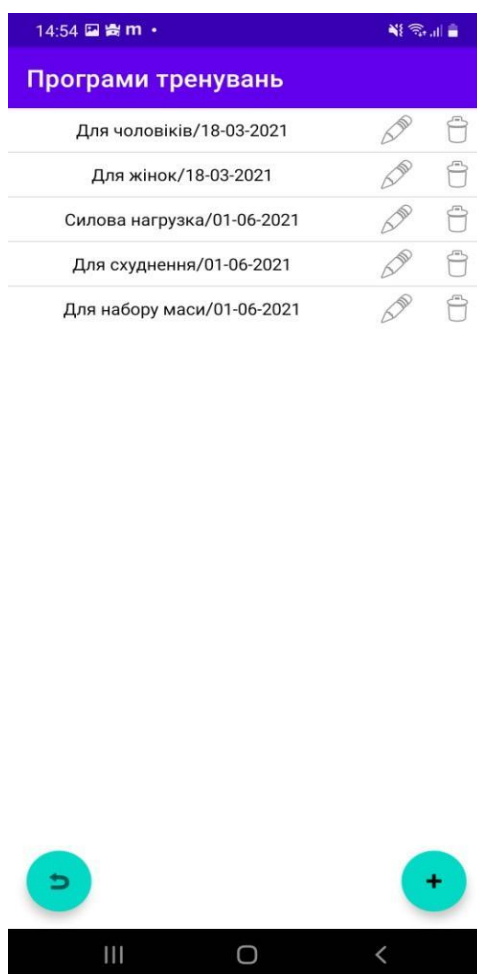 14:54 m
Програми тренувань
Для чоловіків/18-03-2021
Для жінок/18-03-2021
Силова нагрузка/01-06-2021
Для схуднення/01-06-2021
Для набору маси/01-06-2021